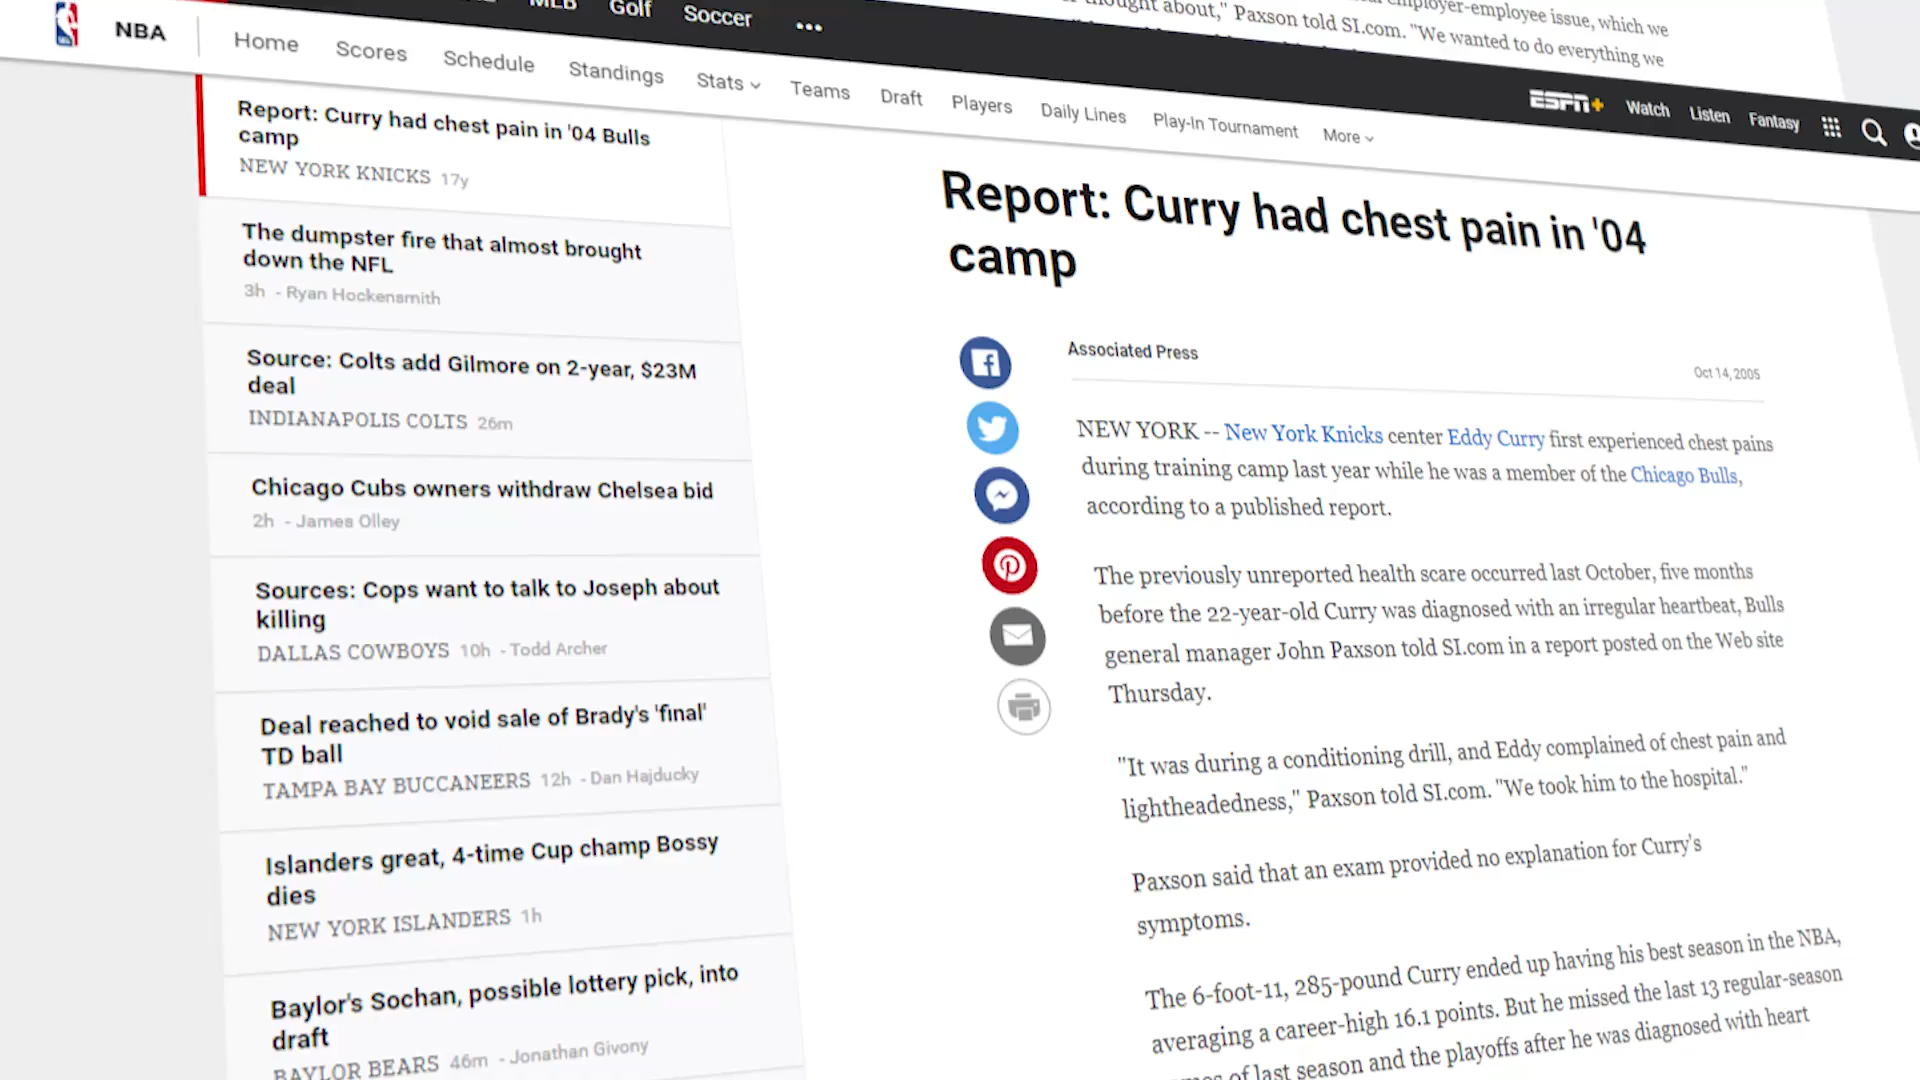 NBA
MLB
Golf
Soccer
...
Home
Scores
Schedule
Standings
Stats
Teams
Draft
Players
Daily Lines
Play-In Tournament
More
ESPN+
Watch
Listen
Fantasy
thought about," Paxson told SI.com. "We wanted to do everything we
employer-employee issue, which we
Report: Curry had chest pain in '04 Bulls
camp
NEW YORK KNICKS 17y
The dumpster fire that almost brought
down the NFL
3h - Ryan Hockensmith
Source: Colts add Gilmore on 2-year, $23M
deal
INDIANAPOLIS COLTS 26m
Chicago Cubs owners withdraw Chelsea bid
2h - James Olley
Sources: Cops want to talk to Joseph about
killing
DALLAS COWBOYS 10h - Todd Archer
Deal reached to void sale of Brady's 'final'
TD ball
TAMPA BAY BUCCANEERS 12h - Dan Hajducky
Islanders great, 4-time Cup champ Bossy
dies
NEW YORK ISLANDERS 1h
Baylor's Sochan, possible lottery pick, into
draft
BAYLOR BEARS 46m - Jonathan Givony
Report: Curry had chest pain in '04
camp
Associated Press
Oct 14, 2005
NEW YORK -- New York Knicks center Eddy Curry first experienced chest pains
during training camp last year while he was a member of the Chicago Bulls,
according to a published report.
The previously unreported health scare occurred last October, five months
before the 22-year-old Curry was diagnosed with an irregular heartbeat, Bulls
general manager John Paxson told SI.com in a report posted on the Web site
Thursday.
"It was during a conditioning drill, and Eddy complained of chest pain and
lightheadedness," Paxson told SI.com. "We took him to the hospital."
Paxson said that an exam provided no explanation for Curry's
symptoms.
The 6-foot-11, 285-pound Curry ended up having his best season in the NBA,
averaging a career-high 16.1 points. But he missed the last 13 regular-season
of last season and the playoffs after he was diagnosed with heart